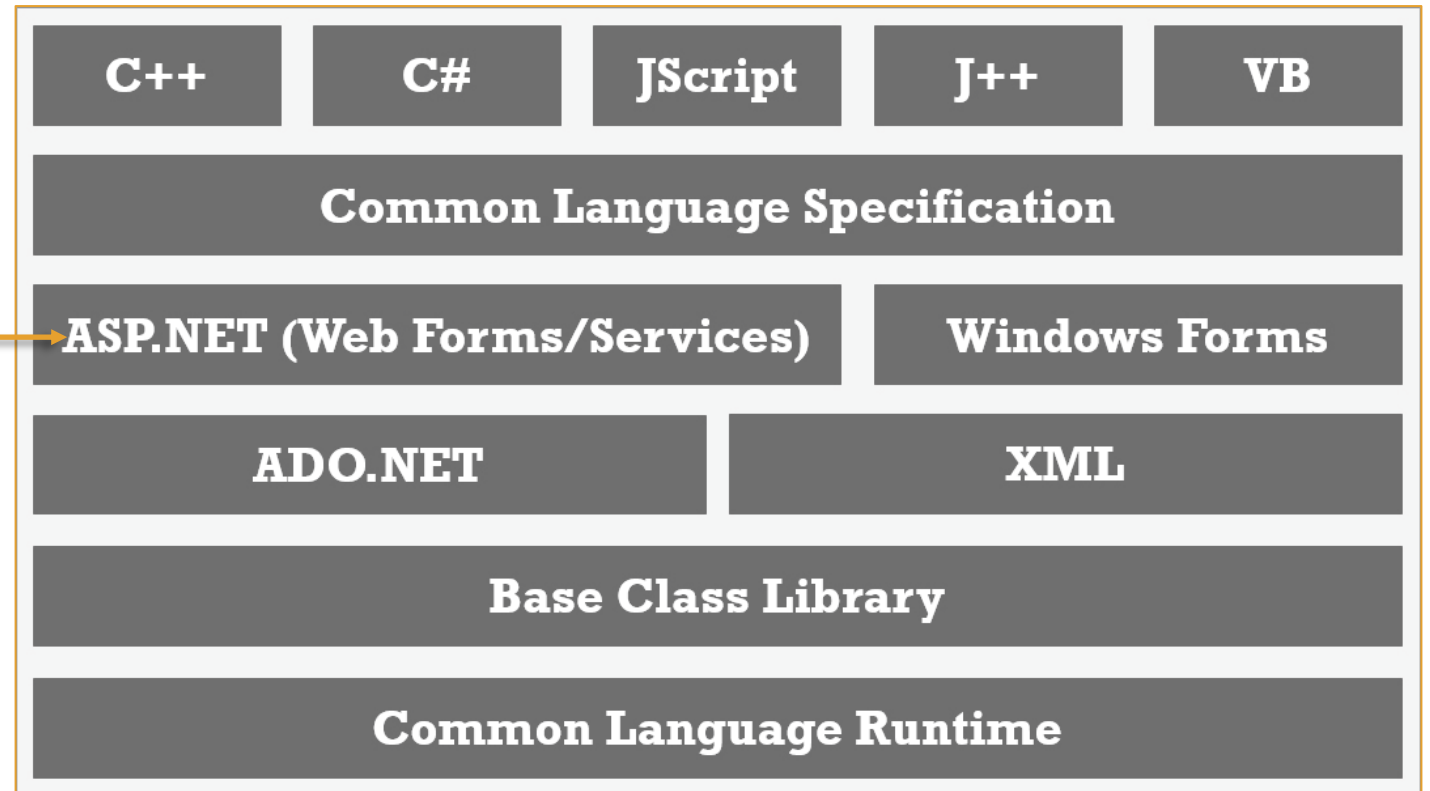 C++ C# JScript J++ VB
Common Language Specification
ASP.NET (Web Forms/Services) Windows Forms
ADO.NET XML
Base Class Library
Common Language Runtime